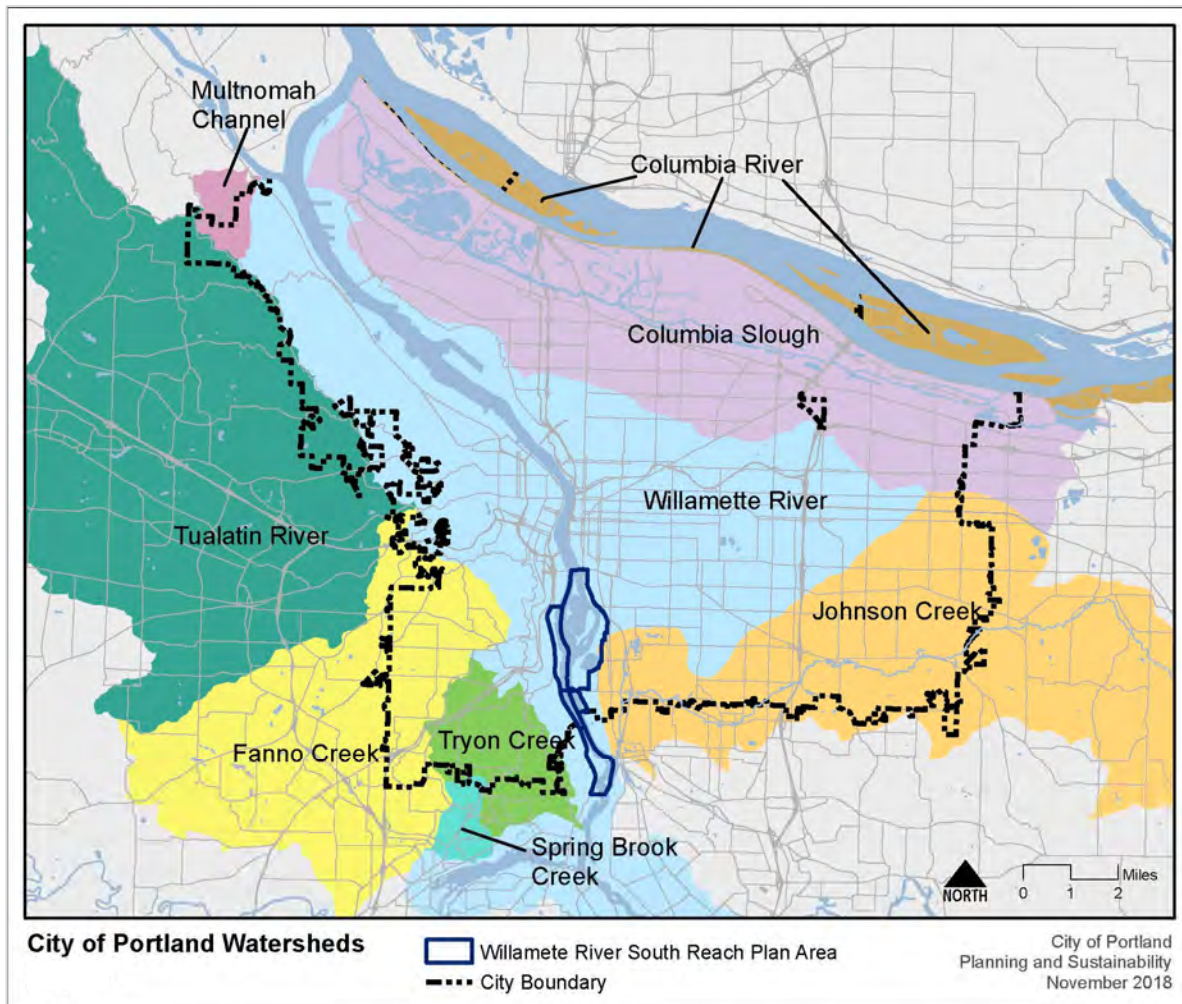 Multnomah
Channel
Columbia River
Columbia Slough
Willamette River
Tualatin River
Johnson Creek
Fanno Creek
Tryon Creek
Spring Brook
Creek
NORTH
0 1 2 Miles
City of Portland Watersheds
Willamete River South Reach Plan Area
City Boundary
City of Portland
Planning and Sustainability
November 2018